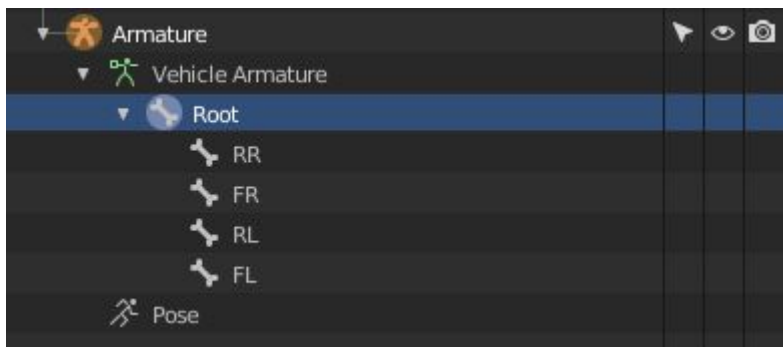 Armature
Vehicle Armature
Root
RR
FR
RL
FL
Pose